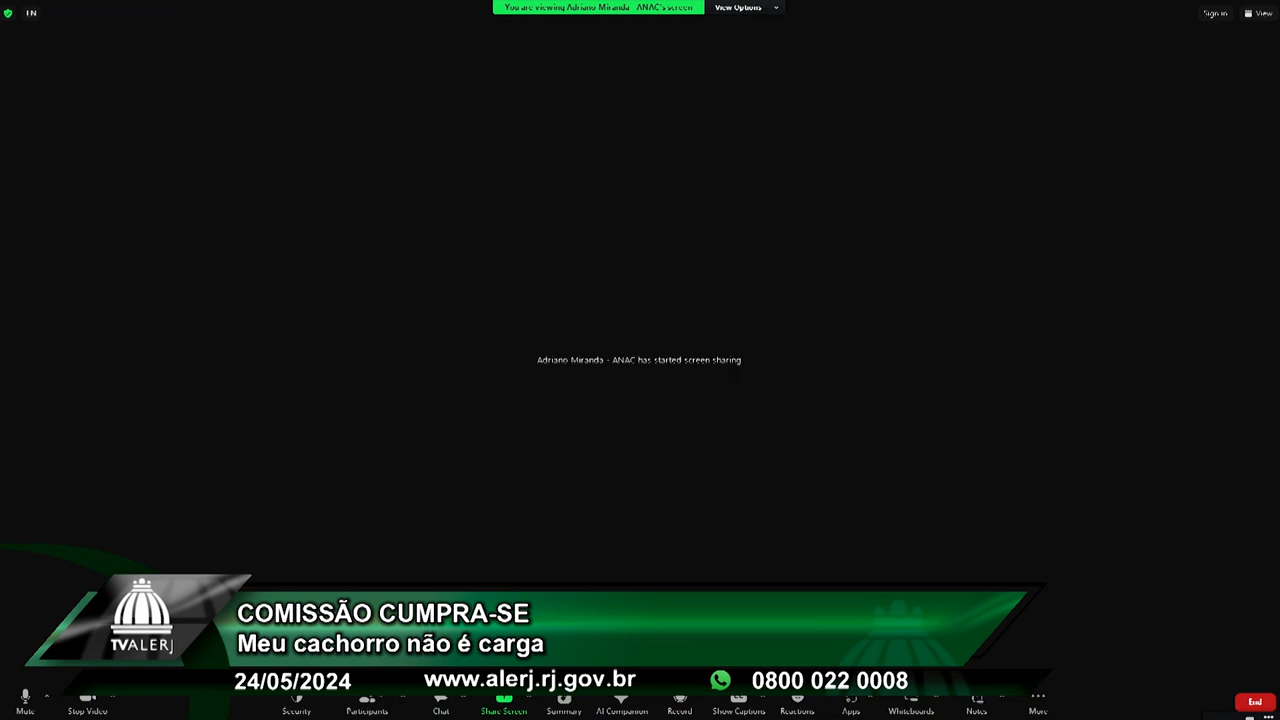 You are viewing Adriano Miranda - ANAC's screen
View Options
Sign in
View
Adriano Miranda - ANAC has started screen sharing
TVALERJ
COMISSÃO CUMPRA-SE
Meu cachorro não é carga
24/05/2024 www.alerj.rj.gov.br 0800 022 0008
Mute Stop Video Security Participants Chat Share Screen Summary AI Companion Record Show Captions Reactions Apps Whiteboards Notes More End